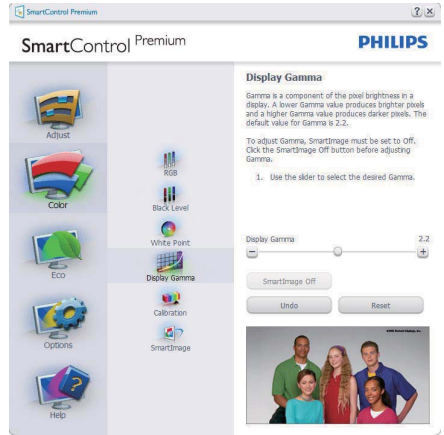 SmartControl Premium
SmartControl Premium
PHILIPS
Adjust
Color
Eco
Options
Help
RGB
Black Level
White Point
Display Gamma
Calibration
SmartImage
Display Gamma
Gamma is a component of the pixel brightness in a
display. A lower Gamma value produces brighter pixels
and a higher Gamma value produces darker pixels. The
default value for Gamma is 2.2.
To adjust Gamma, SmartImage must be set to Off.
Click the SmartImage Off button before adjusting
Gamma.
1. Use the slider to select the desired Gamma.
Display Gamma 2.2
SmartImage Off
Undo Reset